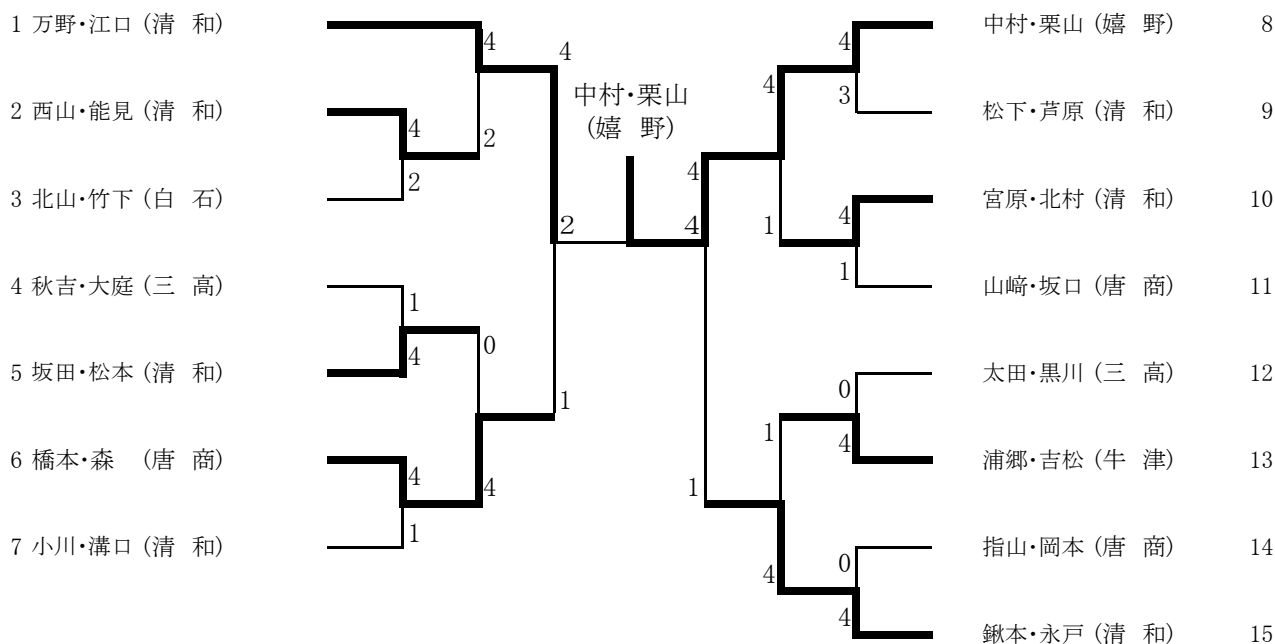 1 万野・江口 (清 和)
2 西山・能見 (清 和)
3 北山・竹下 (白 石)
4 秋吉・大庭 (三 高)
5 坂田・松本 (清 和)
6 橋本・森 (唐 商)
7 小川・溝口 (清 和)
4
2
1
4
4
1
4
2
0
4
4
1
2
中村・栗山
(嬉 野)
4
4
1
4
1
1
4
4
3
4
1
0
4
0
4
中村・栗山 (嬉 野) 8
松下・芦原 (清 和) 9
宮原・北村 (清 和) 10
山﨑・坂口 (唐 商) 11
太田・黒川 (三 高) 12
浦郷・吉松 (牛 津) 13
指山・岡本 (唐 商) 14
鍬本・永戸 (清 和) 15